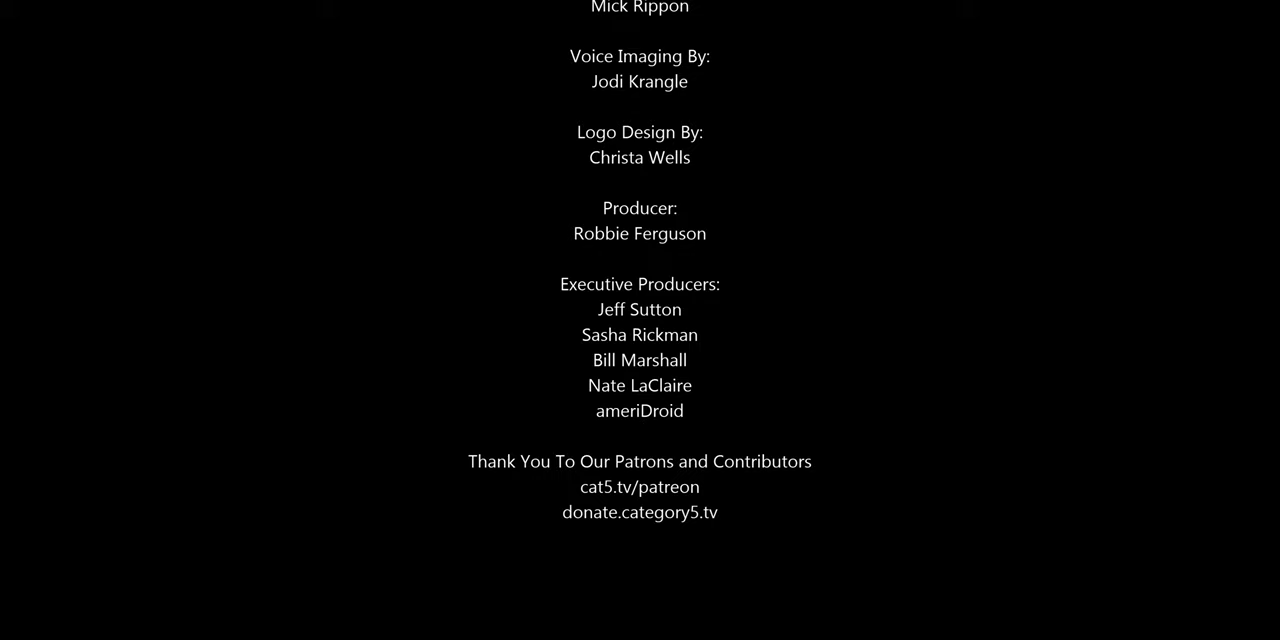 Mick Rippon
Voice Imaging By:
Jodi Krangle
Logo Design By:
Christa Wells
Producer:
Robbie Ferguson
Executive Producers:
Jeff Sutton
Sasha Rickman
Bill Marshall
Nate LaClaire
ameriDroid
Thank You To Our Patrons and Contributors
cat5.tv/patreon
donate.category5.tv